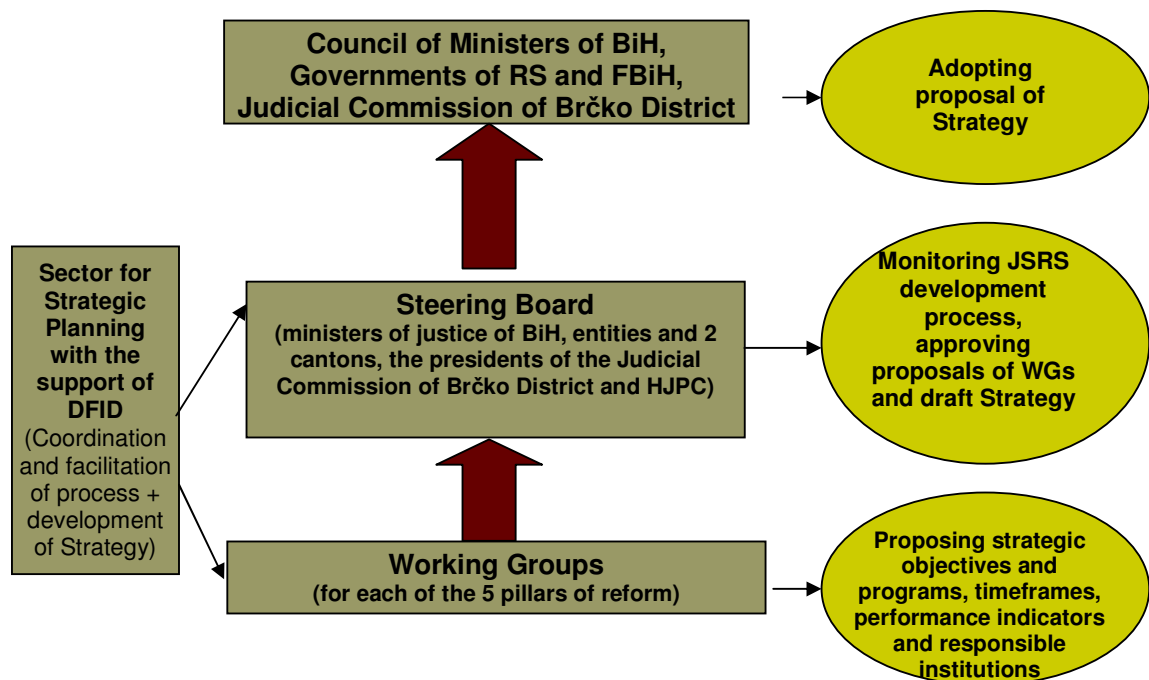 Council of Ministers of BiH,
Governments of RS and FBiH,
Judicial Commission of Brčko District
Adopting
proposal of
Strategy
Sector for
Strategic
Planning
with the
support of
DFID
(Coordination
and facilitation
of process +
development
of Strategy)
Steering Board
(ministers of justice of BiH, entities and 2
cantons, the presidents of the Judicial
Commission of Brčko District and HJPC)
Monitoring JSRS
development
process,
approving
proposals of WGs
and draft Strategy
Working Groups
(for each of the 5 pillars of reform)
Proposing strategic
objectives and
programs, timeframes,
performance indicators
and responsible
institutions